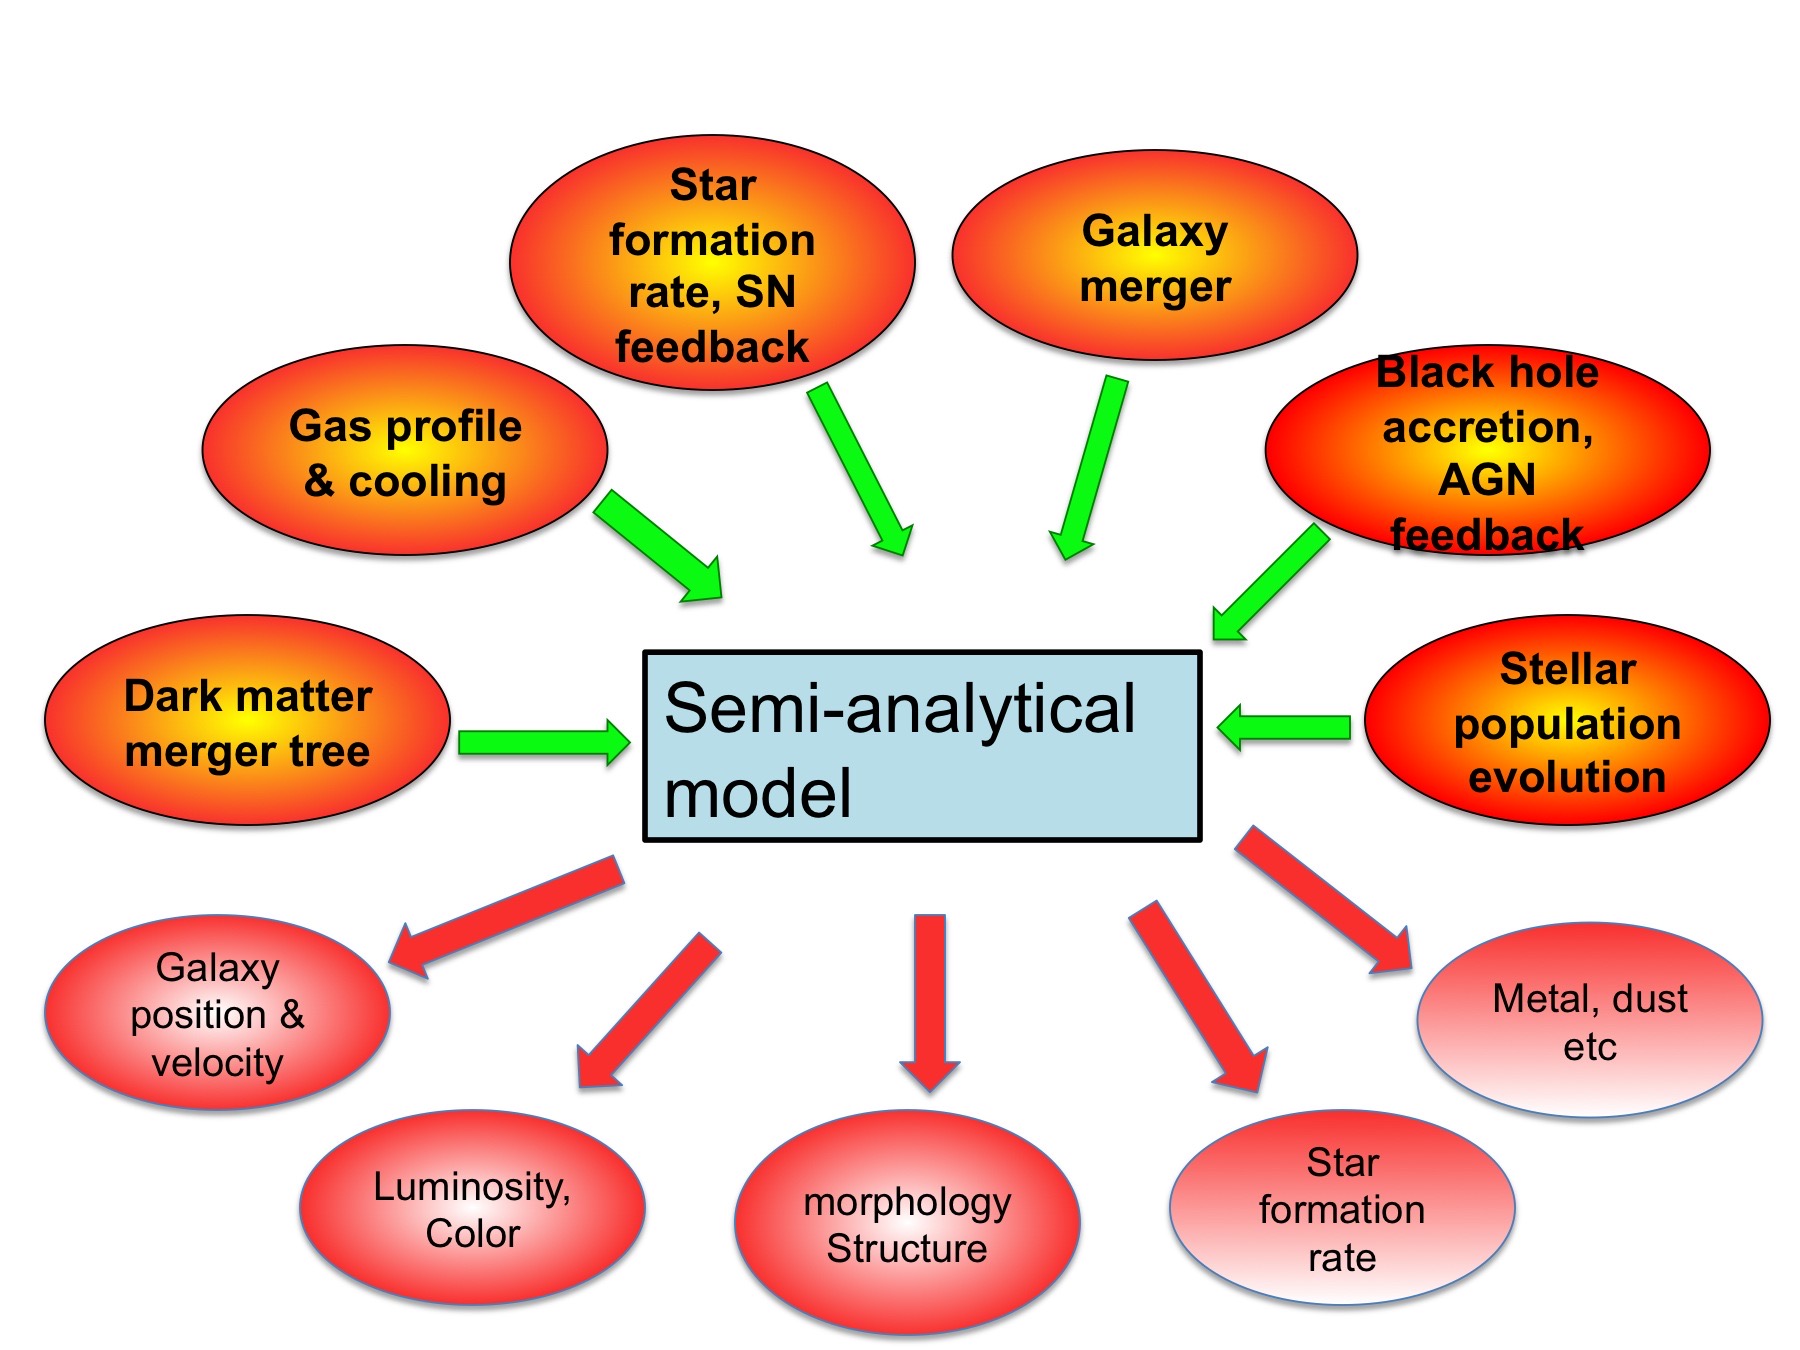 Star
formation
rate, SN
feedback
Galaxy
merger
Gas profile
& cooling
Black hole
accretion,
AGN
feedback
Dark matter
merger tree
Semi-analytical
model
Stellar
population
evolution
Galaxy
position &
velocity
Luminosity,
Color
morphology
Structure
Star
formation
rate
Metal, dust
etc